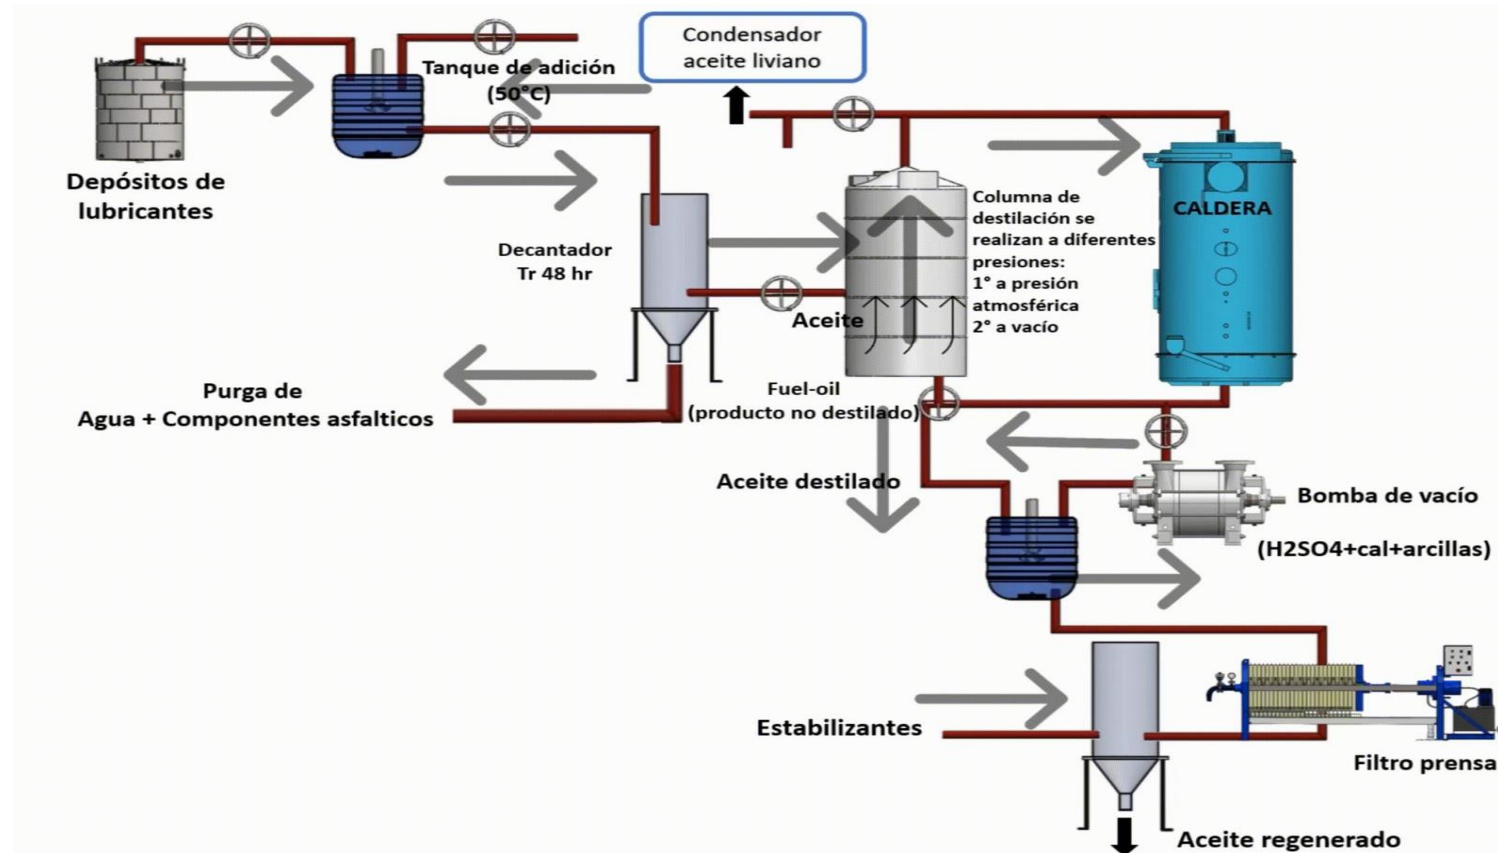 Condensador
aceite liviano
Tanque de adición
(50°C)
Depósitos de
lubricantes
Decantador
Tr 48 hr
Columna de
destilación se
realizan a diferentes
presiones:
1° a presión
atmosférica
2° a vacío
CALDERA
Aceite
Purga de
Agua + Componentes asfalticos
Fuel-oil
(producto no destilado)
Aceite destilado
Bomba de vacío
(H2SO4+cal+arcillas)
Estabilizantes
Filtro prensa
Aceite regenerado